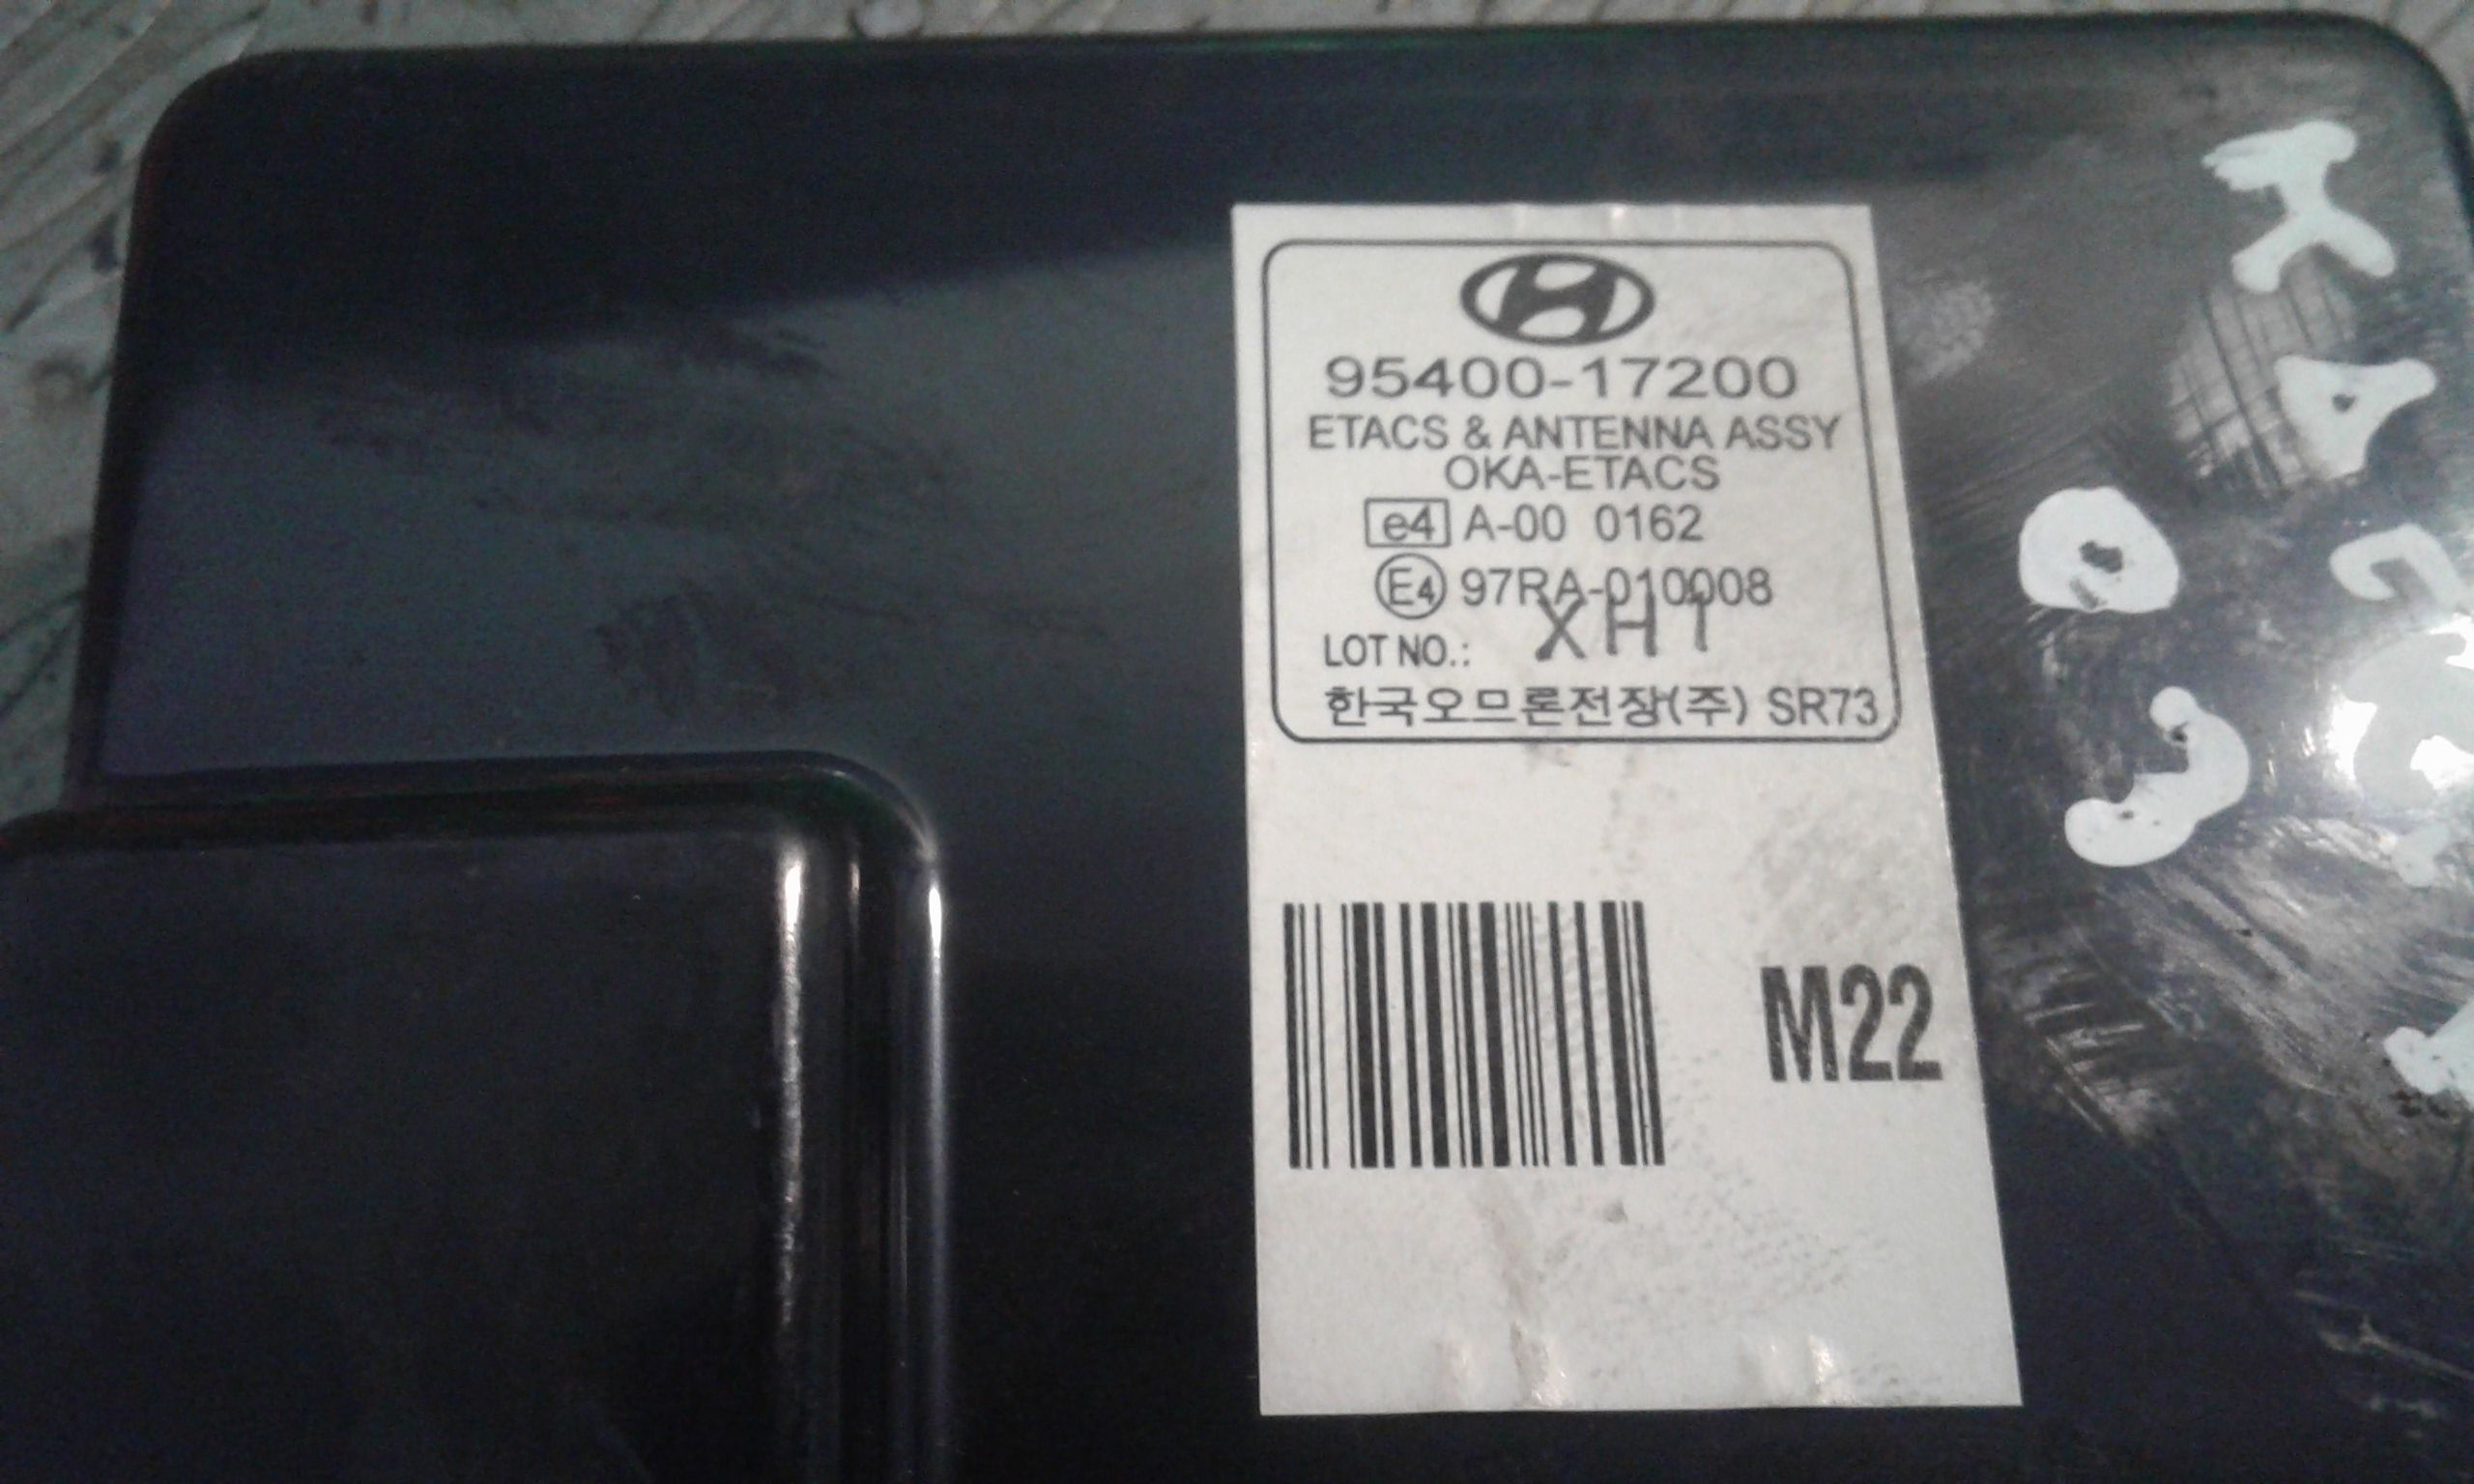 95400-17200
ETACS & ANTENNA ASSY
OKA-ETACS
e4 A-00 0162
E4 97RA-010008
LOT NO.: XH1
한국오므론전장(주) SR73
M22
03